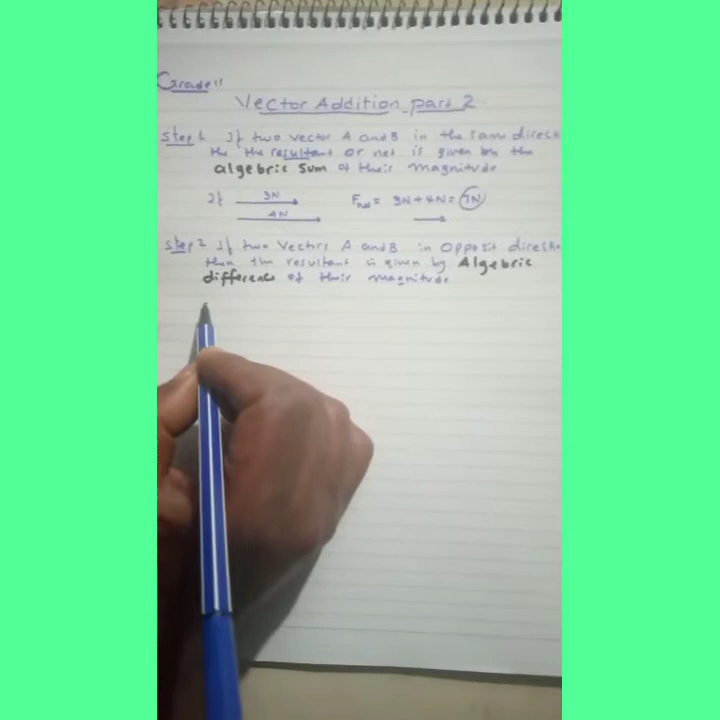 Grade 11
Vector Addition part 2
Step 1 If two vector A and B in the same direct
the the resultant or net is given by the
algebric Sum of their magnitude
3N
4N
Fnet = 3N + 4N = 7N
Step 2 If two Vectors A and B in opposit direction
then the resultant is given by Algebric
difference of their magnitude